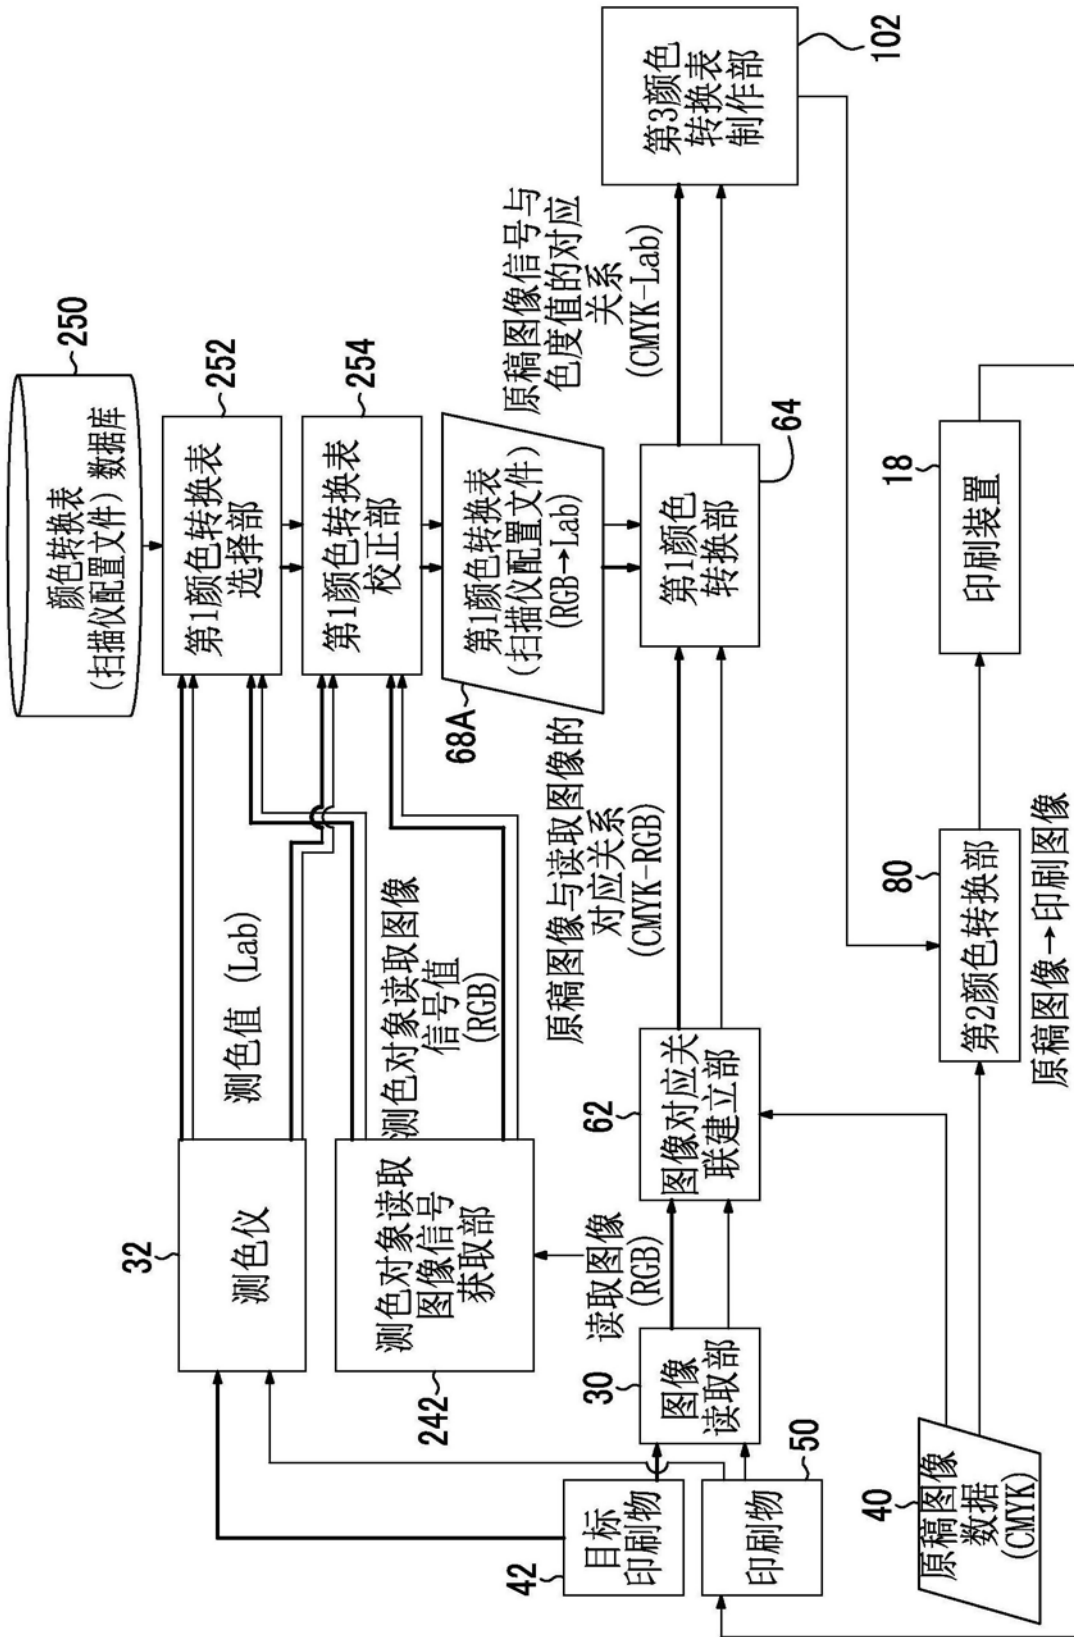 颜色转换表
(扫描仪配置文件) 数据库
250
第1颜色转换表
选择部
252
第1颜色转换表
校正部
254
第1颜色转换表
(扫描仪配置文件)
(RGB→Lab)
68A
测色仪
32
测色值 (Lab)
测色对象读取
图像信号
获取部
242
测色对象读取图像
信号值
(RGB)
读取图像
(RGB)
目标
印刷物
42
印刷物
50
图像
读取部
30
图像对应关
联建立部
62
原稿图像与读取图像的
对应关系
(CMYK-RGB)
第1颜色
转换部
64
原稿图像信号与
色度值的对应
关系
(CMYK-Lab)
第3颜色
转换表
制作部
102
原稿图像
数据
(CMYK)
40
第2颜色转换部
80
原稿图像→印刷图像
印刷装置
18